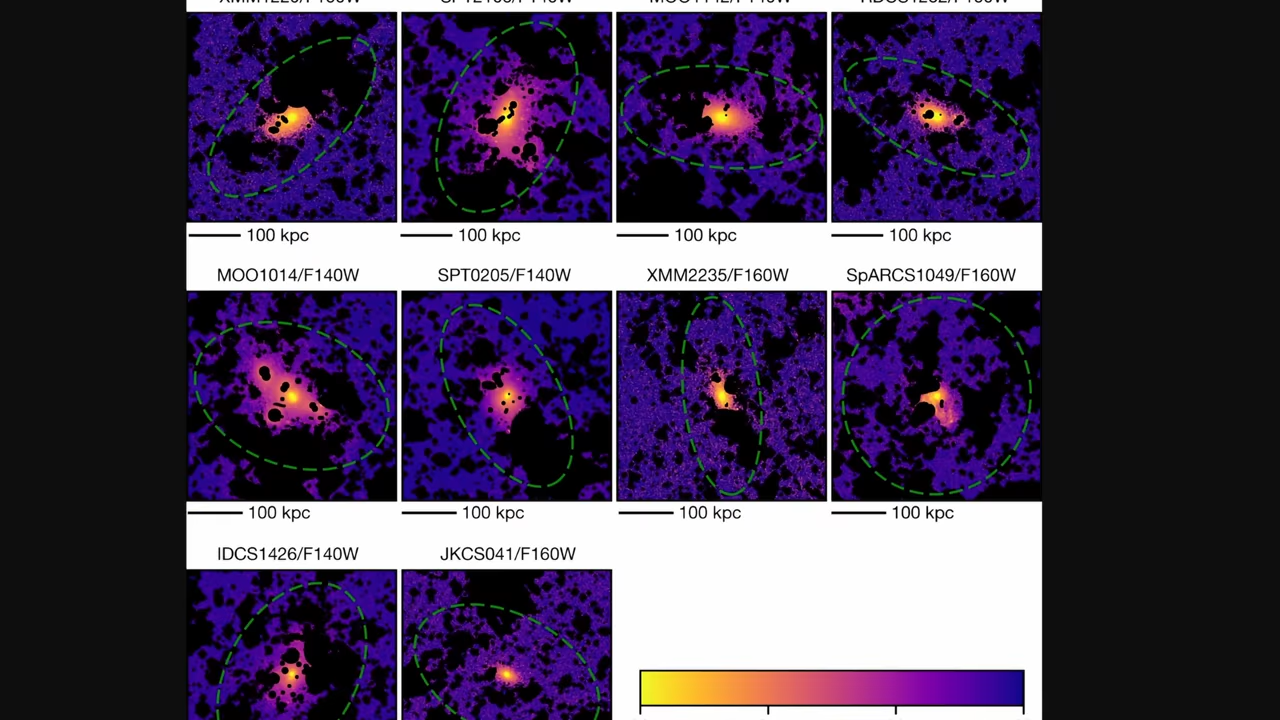 100 kpc 100 kpc 100 kpc 100 kpc
MOO1014/F140W SPT0205/F140W XMM2235/F160W SpARCS1049/F160W
100 kpc 100 kpc 100 kpc 100 kpc
IDCS1426/F140W JKCS041/F160W